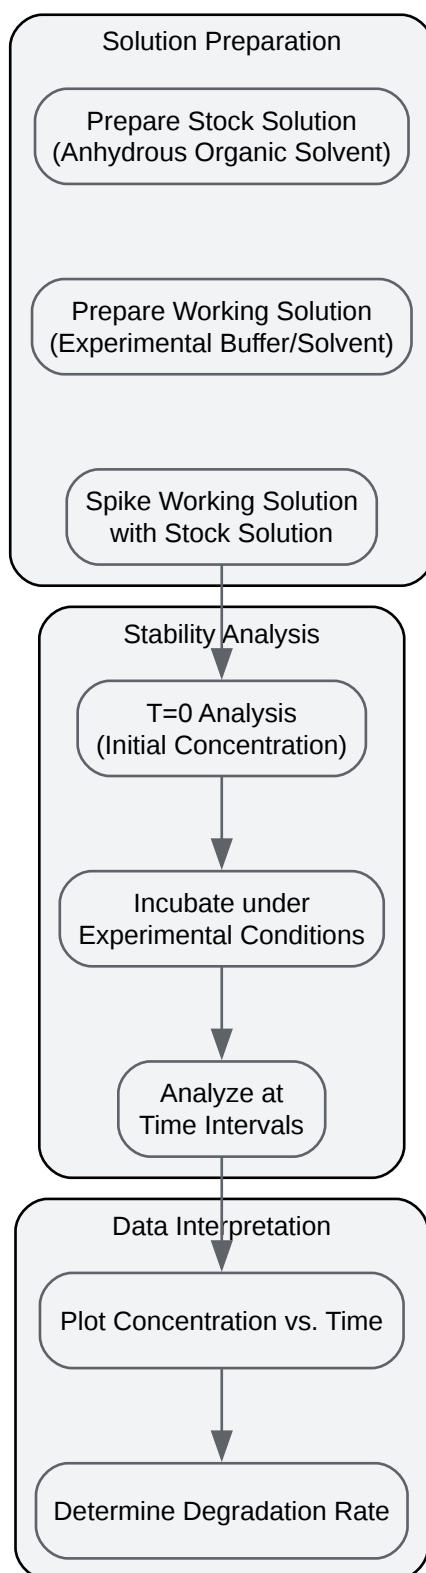 Solution Preparation
Prepare Stock Solution
(Anhydrous Organic Solvent)
Prepare Working Solution
(Experimental Buffer/Solvent)
Spike Working Solution
with Stock Solution
Stability Analysis
T=0 Analysis
(Initial Concentration)
Incubate under
Experimental Conditions
Analyze at
Time Intervals
Data Interpretation
Plot Concentration vs. Time
Determine Degradation Rate